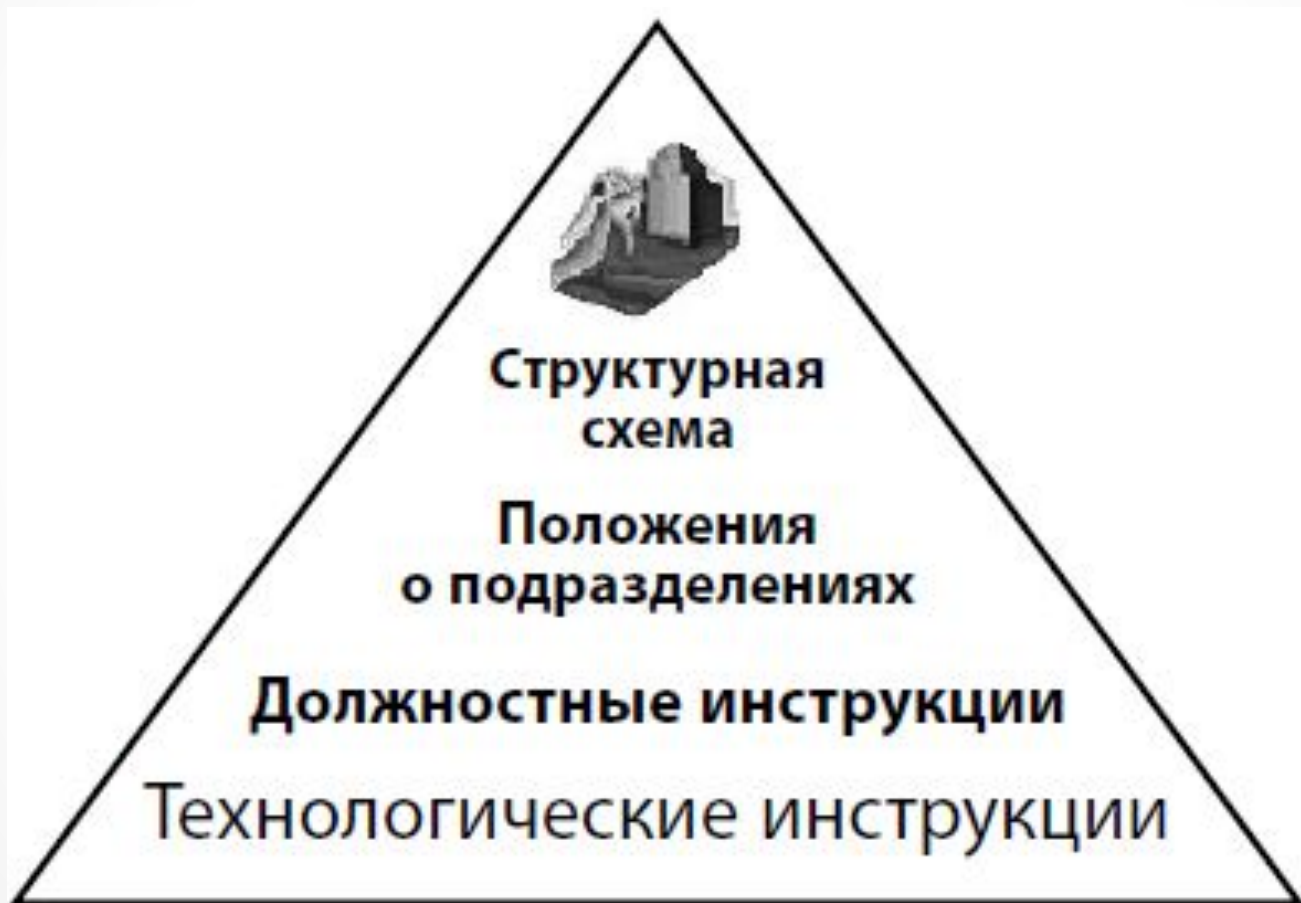 Структурная
схема
Положения
о подразделениях
Должностные инструкции
Технологические инструкции